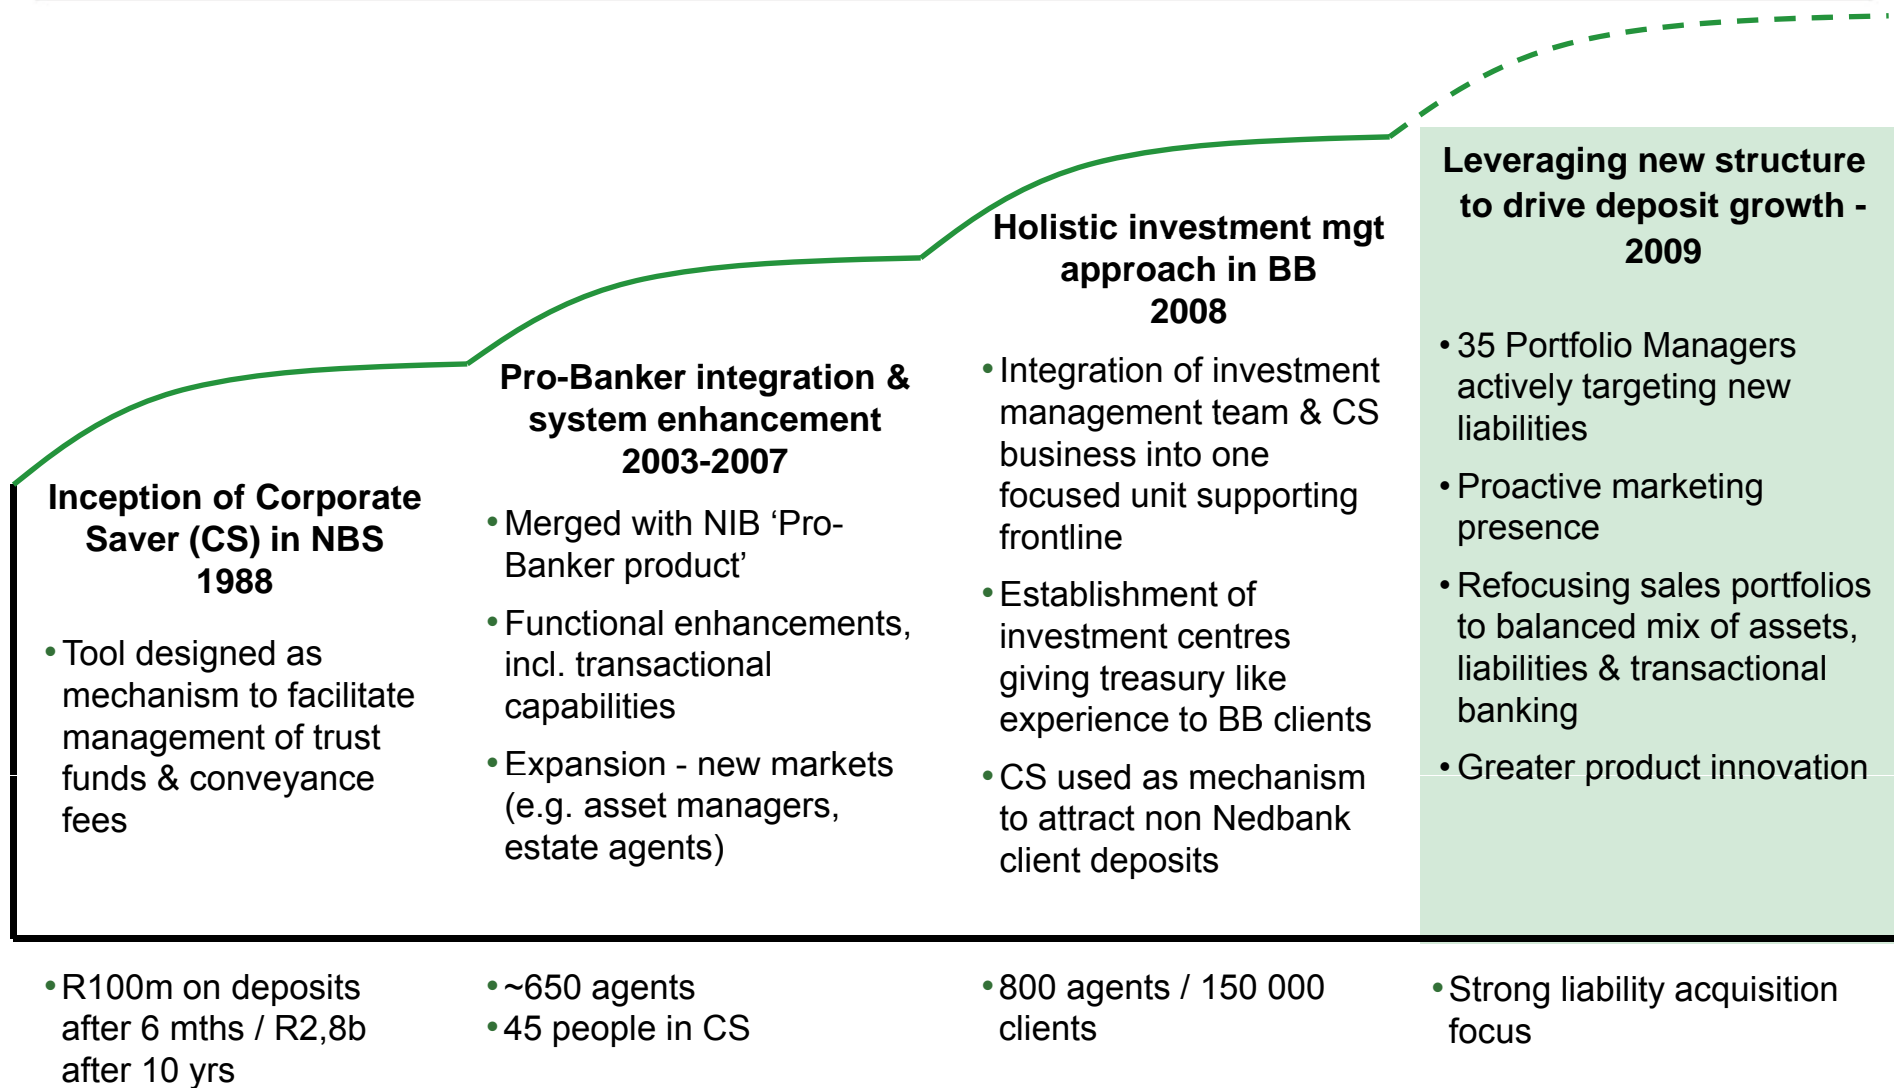 Inception of Corporate
Saver (CS) in NBS
1988
• Tool designed as
mechanism to facilitate
management of trust
funds & conveyance
fees
• R100m on deposits
after 6 mths / R2,8b
after 10 yrs
Pro-Banker integration &
system enhancement
2003-2007
• Merged with NIB ‘Pro-
Banker product’
• Functional enhancements,
incl. transactional
capabilities
• Expansion - new markets
(e.g. asset managers,
estate agents)
• ~650 agents
• 45 people in CS
Holistic investment mgt
approach in BB
2008
• Integration of investment
management team & CS
business into one
focused unit supporting
frontline
• Establishment of
investment centres
giving treasury like
experience to BB clients
• CS used as mechanism
to attract non Nedbank
client deposits
• 800 agents / 150 000
clients
Leveraging new structure
to drive deposit growth -
2009
• 35 Portfolio Managers
actively targeting new
liabilities
• Proactive marketing
presence
• Refocusing sales portfolios
to balanced mix of assets,
liabilities & transactional
banking
• Greater product innovation
• Strong liability acquisition
focus